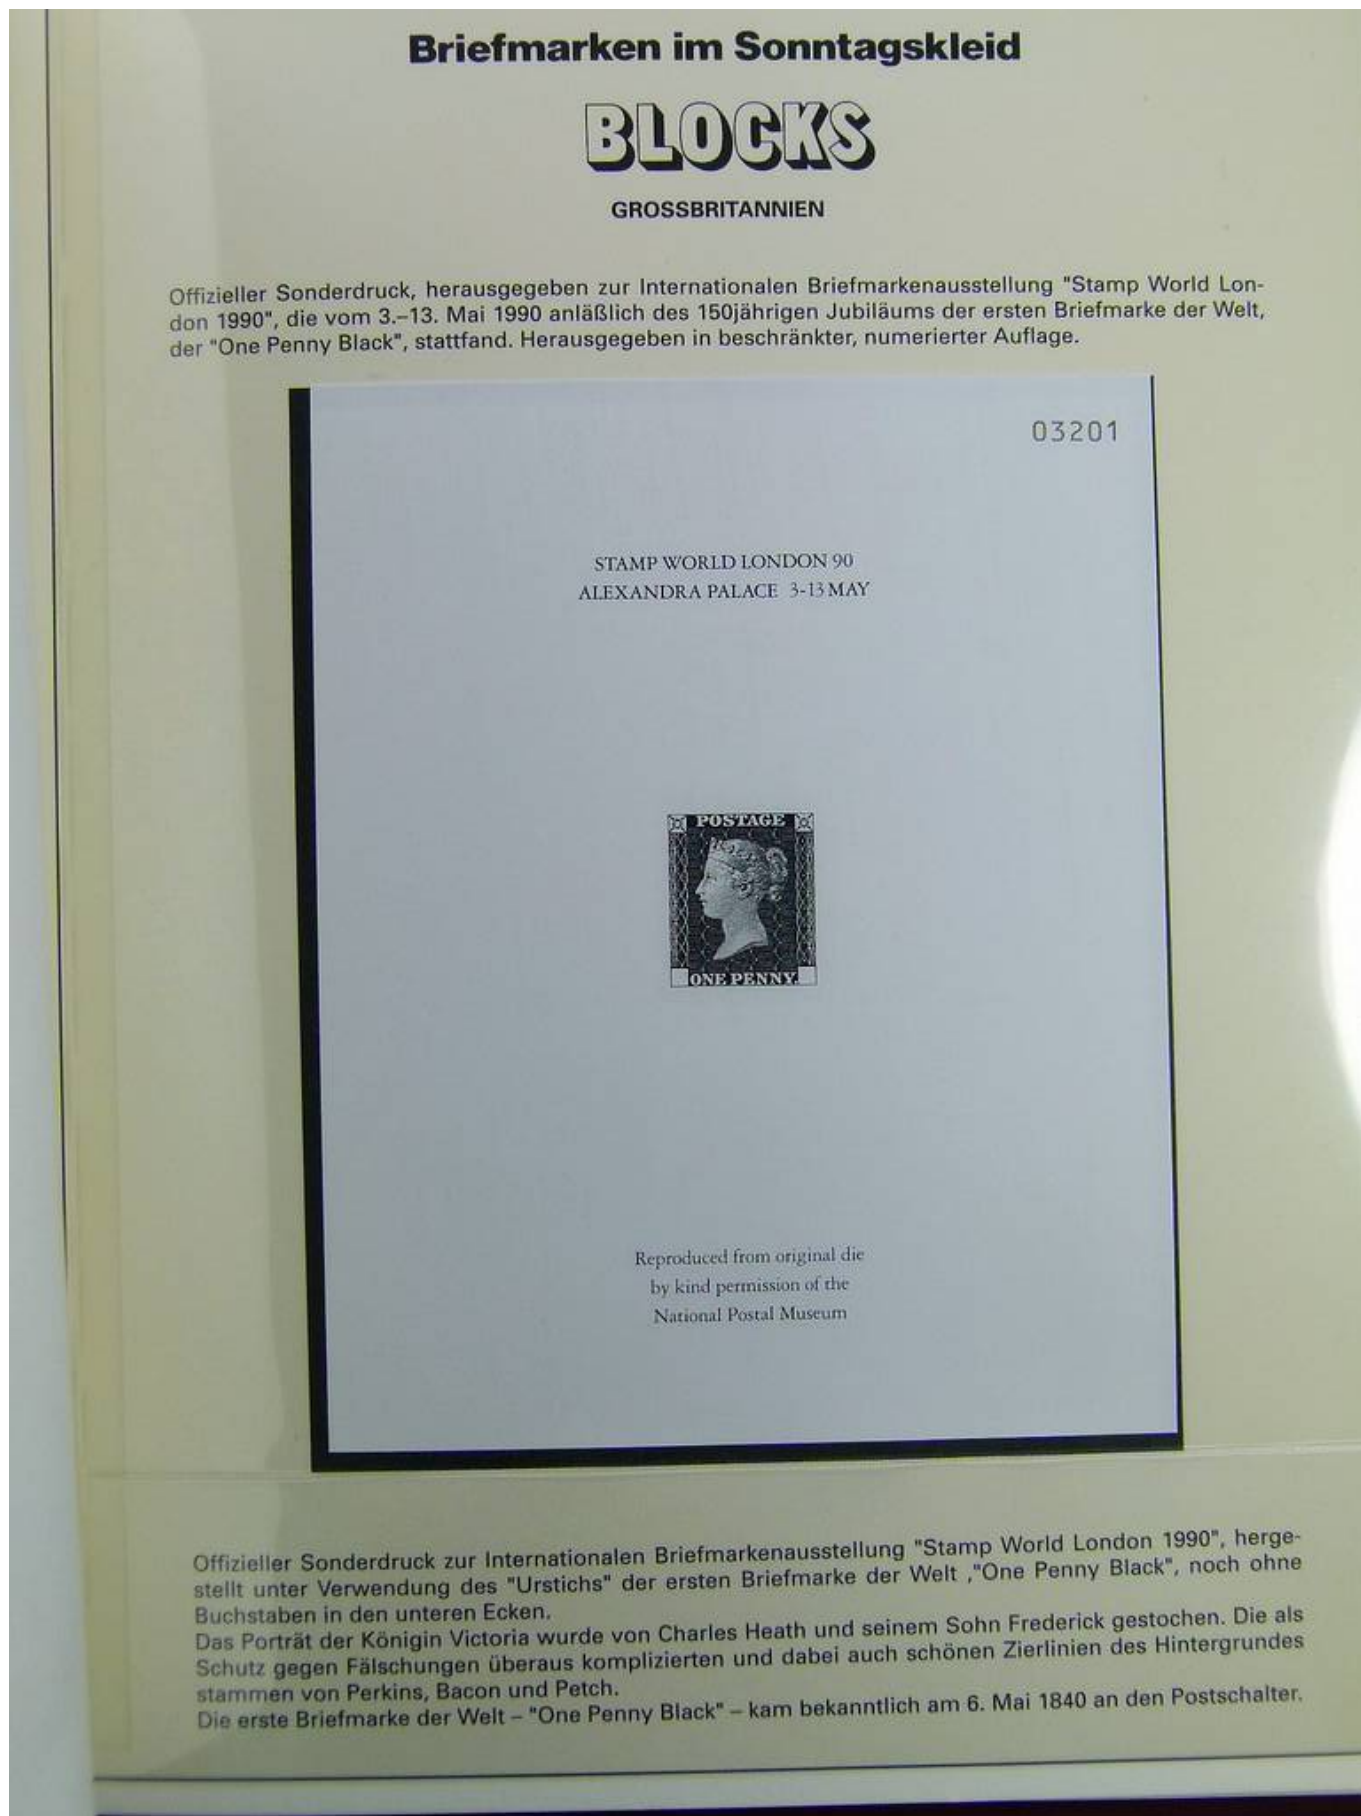 Briefmarken im Sonntagskleid
BLOCKS
GROSSBRITANNIEN
Offizieller Sonderdruck, herausgegeben zur Internationalen Briefmarkenausstellung "Stamp World Lon-
don 1990", die vom 3.–13. Mai 1990 anläßlich des 150jährigen Jubiläums der ersten Briefmarke der Welt,
der "One Penny Black", stattfand. Herausgegeben in beschränkter, numerierter Auflage.
03201
STAMP WORLD LONDON 90
ALEXANDRA PALACE 3-13 MAY
POSTAGE
ONE PENNY.
Reproduced from original die
by kind permission of the
National Postal Museum
Offizieller Sonderdruck zur Internationalen Briefmarkenausstellung "Stamp World London 1990", herge-
stellt unter Verwendung des "Urstichs" der ersten Briefmarke der Welt ,"One Penny Black", noch ohne
Buchstaben in den unteren Ecken.
Das Porträt der Königin Victoria wurde von Charles Heath und seinem Sohn Frederick gestochen. Die als
Schutz gegen Fälschungen überaus komplizierten und dabei auch schönen Zierlinien des Hintergrundes
stammen von Perkins, Bacon und Petch.
Die erste Briefmarke der Welt – "One Penny Black" – kam bekanntlich am 6. Mai 1840 an den Postschalter.